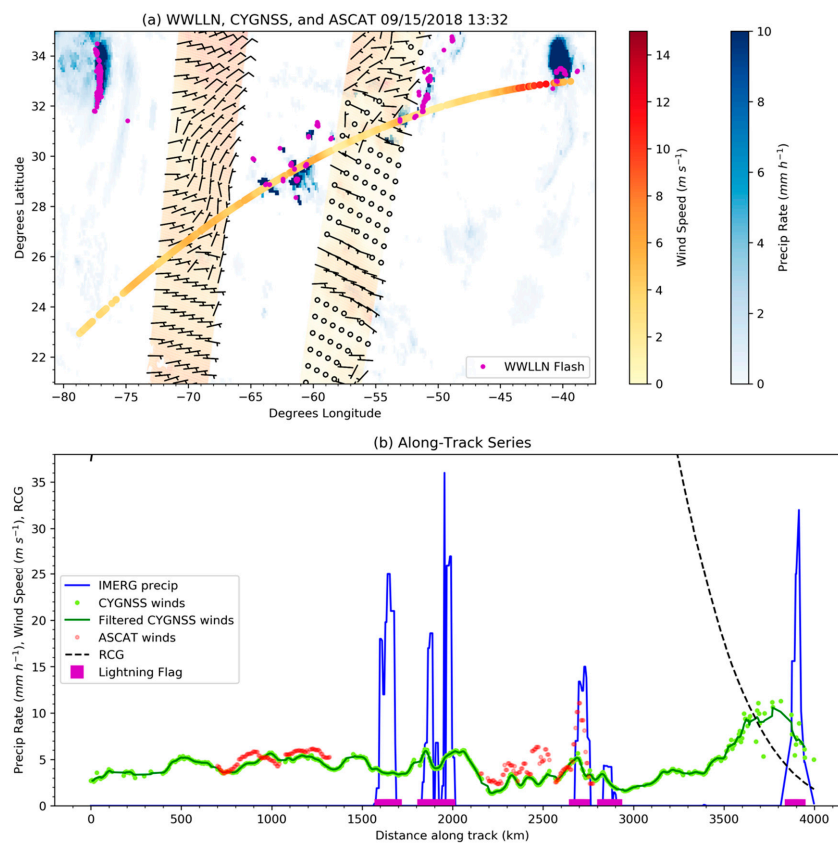 (a) WWLLN, CYGNSS, and ASCAT 09/15/2018 13:32
34
32
30
28
26
24
22
Degrees Latitude
−80 −75 −70 −65 −60 −55 −50 −45 −40
Degrees Longitude
WWLLN Flash
14
12
10
8
6
4
2
0
Wind Speed (m s⁻¹)
10
8
6
4
2
0
Precip Rate (mm h⁻¹)
(b) Along-Track Series
35
30
25
20
15
10
5
0
Precip Rate (mm h⁻¹), Wind Speed (m s⁻¹), RCG
IMERG precip
CYGNSS winds
Filtered CYGNSS winds
ASCAT winds
RCG
Lightning Flag
0 500 1000 1500 2000 2500 3000 3500 4000
Distance along track (km)